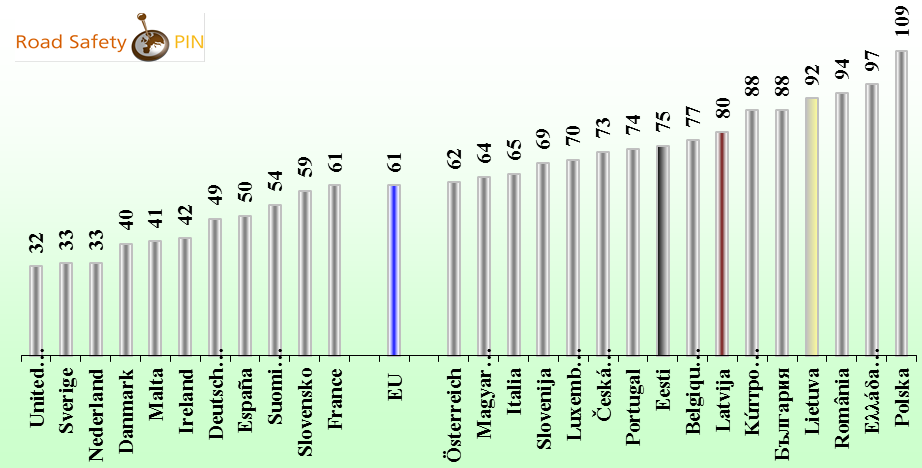 Road Safety PIN
32
33
33
40
41
42
49
50
54
59
61
61
62
64
65
69
70
73
74
75
77
80
88
88
92
94
97
109
United…
Sverige
Nederland
Danmark
Malta
Ireland
Deutsch…
España
Suomi…
Slovensko
France
EU
Österreich
Magyar…
Italia
Slovenija
Luxemb…
Česká…
Portugal
Eesti
Belgiqu…
Latvija
Κύπρο…
България
Lietuva
România
Ελλάδα…
Polska